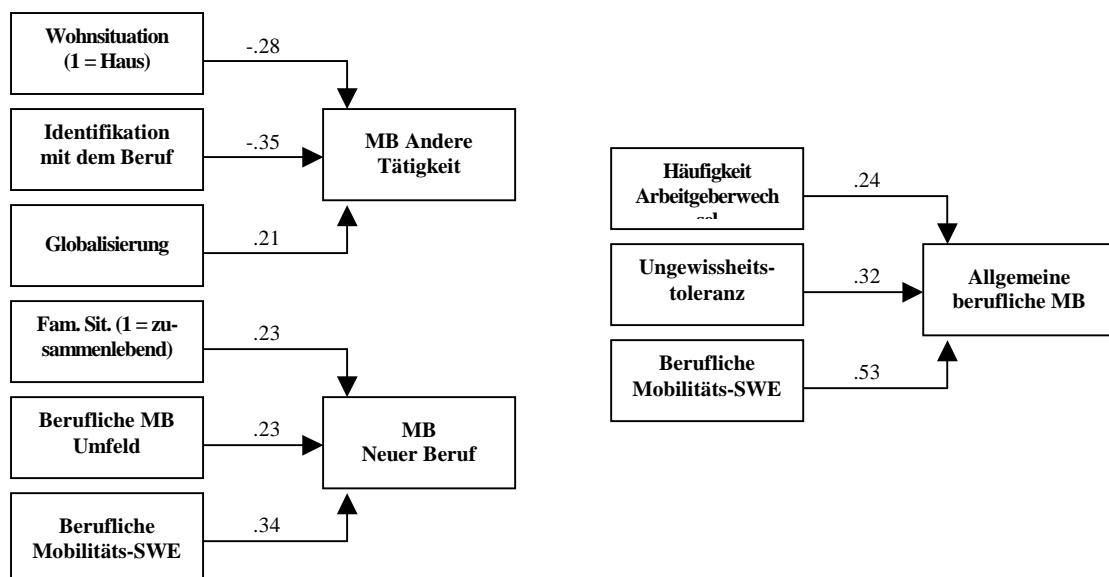 Wohnsituation
(1 = Haus)
-.28
Identifikation
mit dem Beruf
-.35
MB Andere
Tätigkeit
Globalisierung
.21
Fam. Sit. (1 = zu-
sammenlebend)
.23
Berufliche MB
Umfeld
.23
MB
Neuer Beruf
Berufliche
Mobilitäts-SWE
.34
Häufigkeit
Arbeitgeberwech
.24
Ungewissheits-
toleranz
.32
Allgemeine
berufliche MB
Berufliche
Mobilitäts-SWE
.53